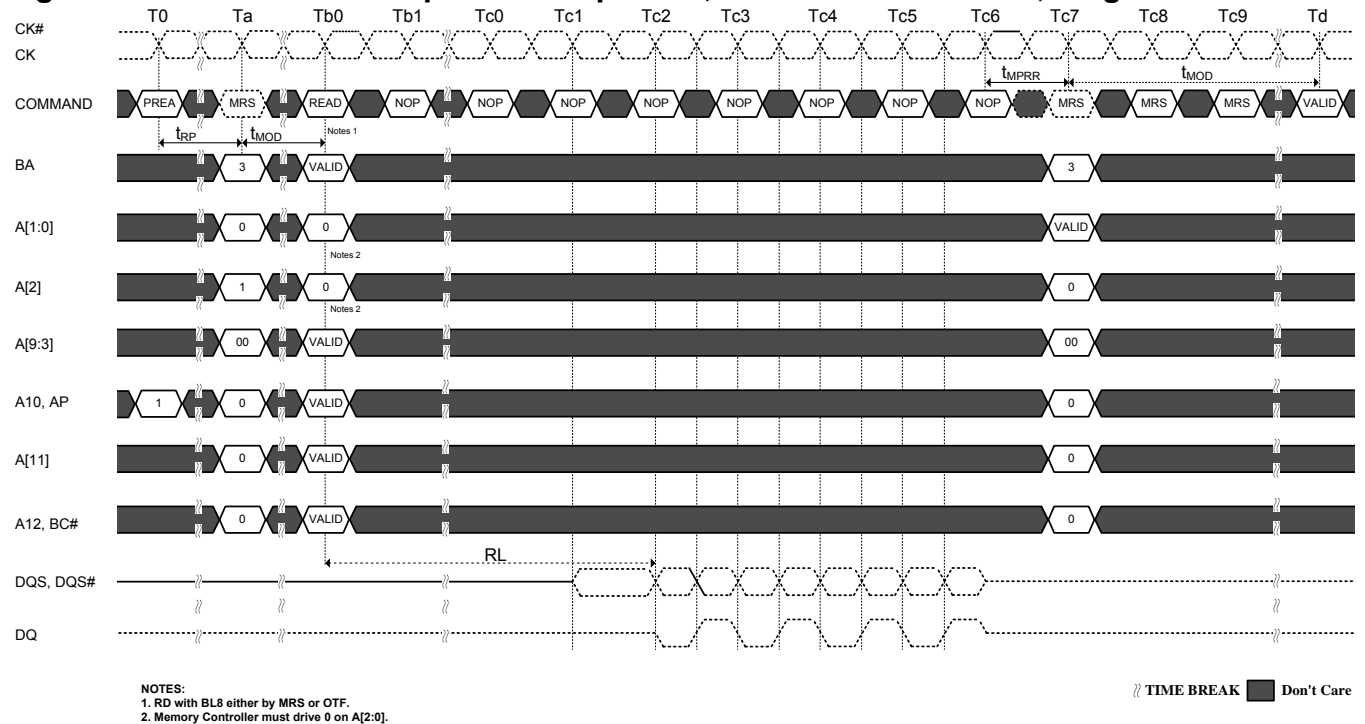 T0 Ta Tb0 Tb1 Tc0 Tc1 Tc2 Tc3 Tc4 Tc5 Tc6 Tc7 Tc8 Tc9 Td
CK#
CK
tMPRR tMOD
COMMAND PREA MRS READ NOP NOP NOP NOP NOP NOP NOP NOP MRS MRS MRS VALID
tRP tMOD Notes 1
BA 3 VALID 3
A[1:0] 0 0 VALID
Notes 2
A[2] 1 0 0
Notes 2
A[9:3] 00 VALID 00
A10, AP 1 0 VALID 0
A[11] 0 VALID 0
A12, BC# 0 VALID 0
RL
DQS, DQS#
DQ
NOTES:
1. RD with BL8 either by MRS or OTF.
2. Memory Controller must drive 0 on A[2:0].
TIME BREAK Don't Care